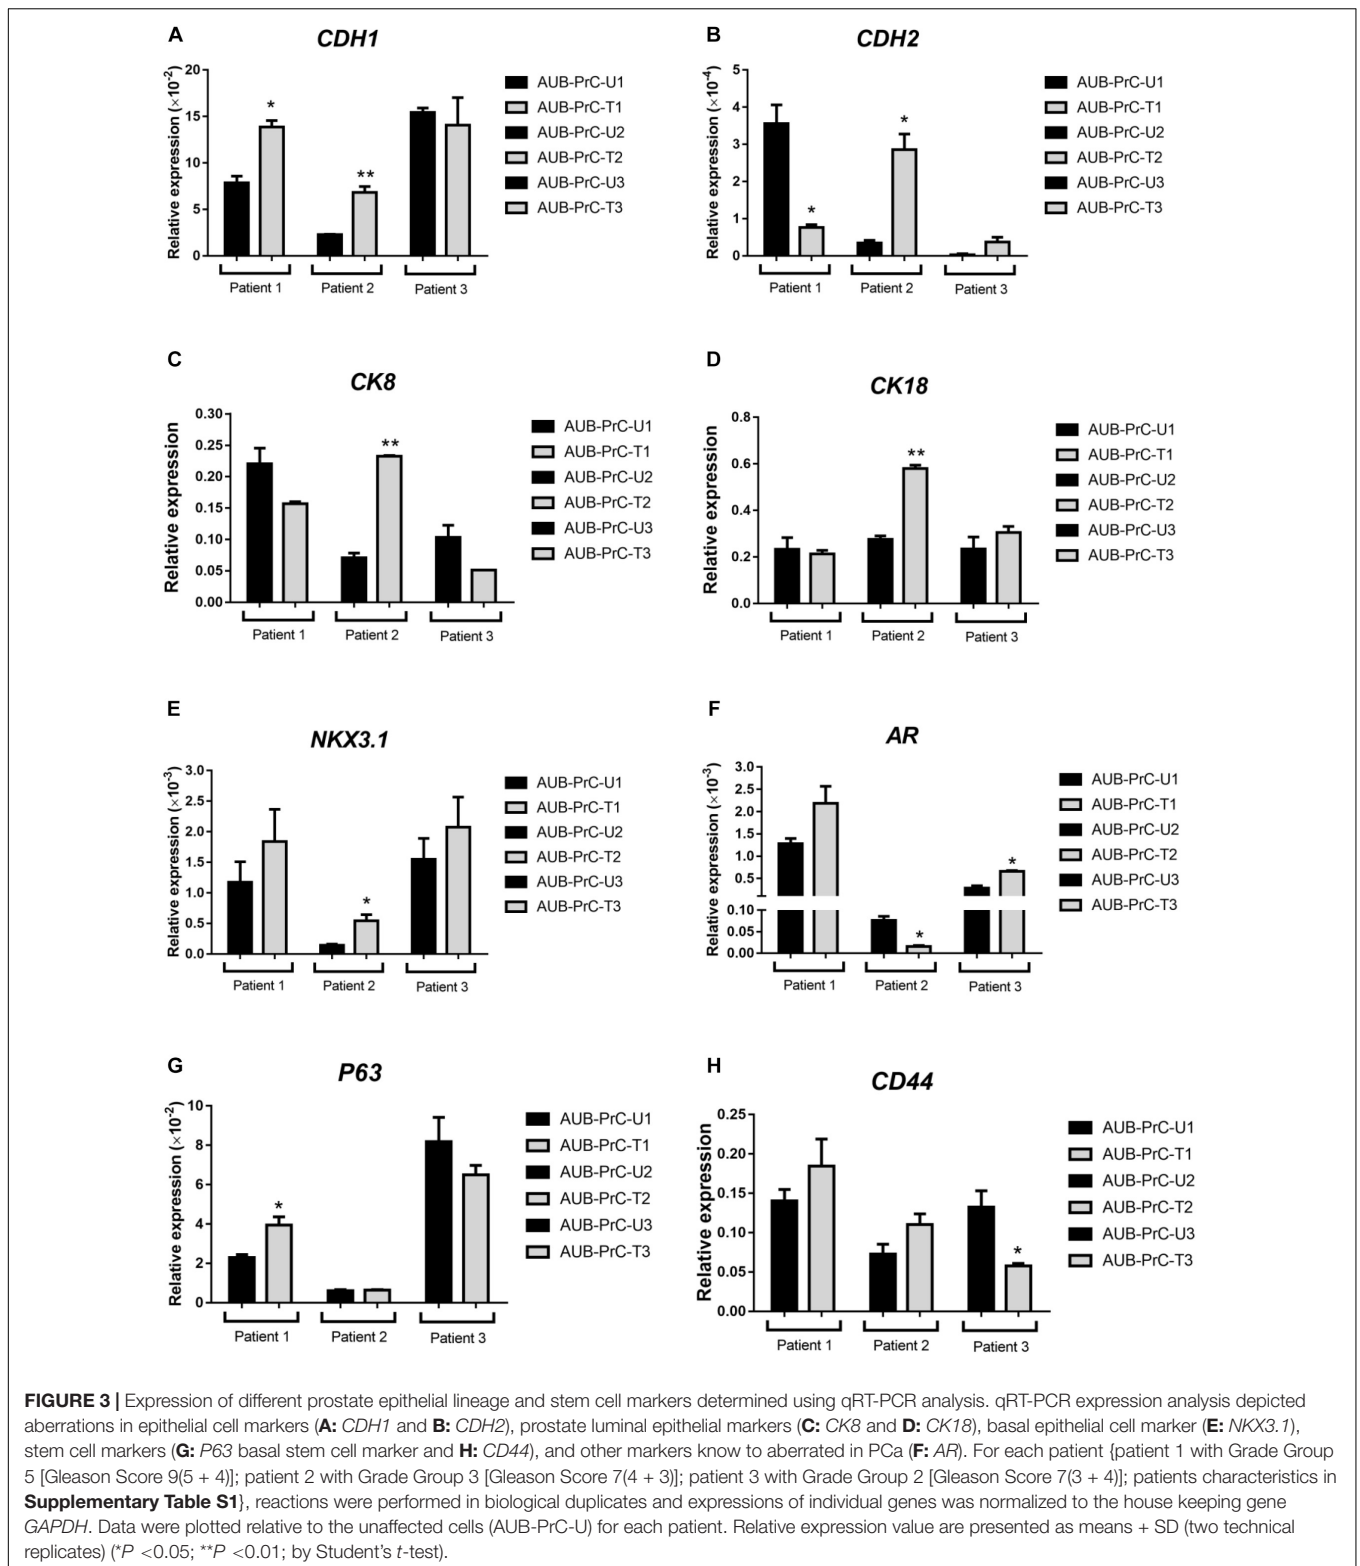 A
CDH1
Relative expression (×10-2)
20
15
10
5
0
*
**
Patient 1
Patient 2
Patient 3
AUB-PrC-U1
AUB-PrC-T1
AUB-PrC-U2
AUB-PrC-T2
AUB-PrC-U3
AUB-PrC-T3
B
CDH2
Relative expression (×10-4)
5
4
3
2
1
0
*
*
Patient 1
Patient 2
Patient 3
AUB-PrC-U1
AUB-PrC-T1
AUB-PrC-U2
AUB-PrC-T2
AUB-PrC-U3
AUB-PrC-T3
C
CK8
Relative expression
0.30
0.25
0.20
0.15
0.10
0.05
0.00
**
Patient 1
Patient 2
Patient 3
AUB-PrC-U1
AUB-PrC-T1
AUB-PrC-U2
AUB-PrC-T2
AUB-PrC-U3
AUB-PrC-T3
D
CK18
Relative expression
0.8
0.6
0.4
0.2
0.0
**
Patient 1
Patient 2
Patient 3
AUB-PrC-U1
AUB-PrC-T1
AUB-PrC-U2
AUB-PrC-T2
AUB-PrC-U3
AUB-PrC-T3
E
NKX3.1
Relative expression (×10-3)
3.0
2.5
2.0
1.5
1.0
0.5
0.0
*
Patient 1
Patient 2
Patient 3
AUB-PrC-U1
AUB-PrC-T1
AUB-PrC-U2
AUB-PrC-T2
AUB-PrC-U3
AUB-PrC-T3
F
AR
Relative expression (×10-3)
3.0
2.5
2.0
1.5
1.0
0.5
0.10
0.05
0.00
*
*
Patient 1
Patient 2
Patient 3
AUB-PrC-U1
AUB-PrC-T1
AUB-PrC-U2
AUB-PrC-T2
AUB-PrC-U3
AUB-PrC-T3
G
P63
Relative expression (×10-2)
10
8
6
4
2
0
*
Patient 1
Patient 2
Patient 3
AUB-PrC-U1
AUB-PrC-T1
AUB-PrC-U2
AUB-PrC-T2
AUB-PrC-U3
AUB-PrC-T3
H
CD44
Relative expression
0.25
0.20
0.15
0.10
0.05
0.00
*
Patient 1
Patient 2
Patient 3
AUB-PrC-U1
AUB-PrC-T1
AUB-PrC-U2
AUB-PrC-T2
AUB-PrC-U3
AUB-PrC-T3
FIGURE 3 | Expression of different prostate epithelial lineage and stem cell markers determined using qRT-PCR analysis. qRT-PCR expression analysis depicted
aberrations in epithelial cell markers (A: CDH1 and B: CDH2), prostate luminal epithelial markers (C: CK8 and D: CK18), basal epithelial cell marker (E: NKX3.1),
stem cell markers (G: P63 basal stem cell marker and H: CD44), and other markers know to aberrated in PCa (F: AR). For each patient {patient 1 with Grade Group
5 [Gleason Score 9(5 + 4)]; patient 2 with Grade Group 3 [Gleason Score 7(4 + 3)]; patient 3 with Grade Group 2 [Gleason Score 7(3 + 4)]; patients characteristics in
Supplementary Table S1}, reactions were performed in biological duplicates and expressions of individual genes was normalized to the house keeping gene
GAPDH. Data were plotted relative to the unaffected cells (AUB-PrC-U) for each patient. Relative expression value are presented as means + SD (two technical
replicates) (*P <0.05; **P <0.01; by Student's t-test).